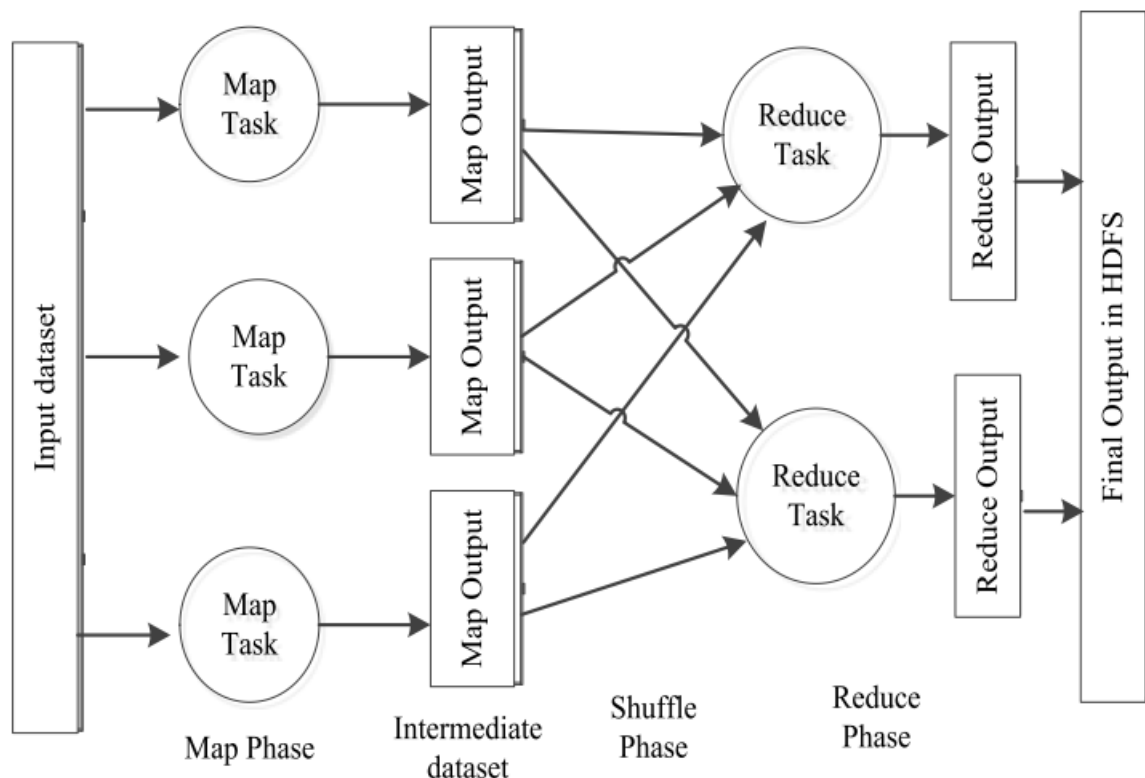 Input dataset
Map
Task
Map
Task
Map
Task
Map Output
Map Output
Map Output
Reduce
Task
Reduce
Task
Reduce Output
Reduce Output
Final Output in HDFS
Map Phase
Intermediate
dataset
Shuffle
Phase
Reduce
Phase